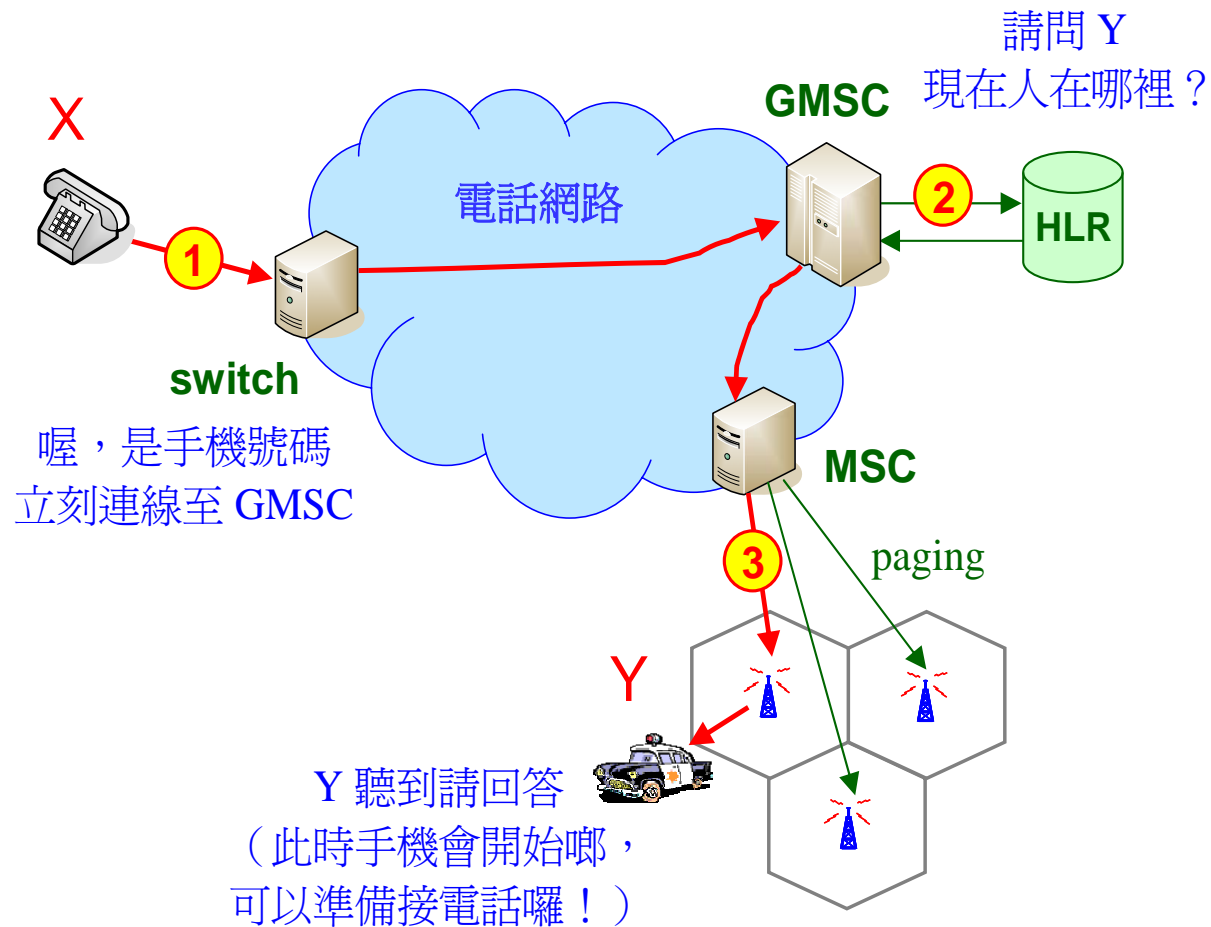 請問 Y
現在人在哪裡？
GMSC
X
電話網路
2
HLR
1
switch
喔，是手機號碼
立刻連線至 GMSC
MSC
3
paging
Y
Y 聽到請回答
（此時手機會開始啷，
可以準備接電話囉！）